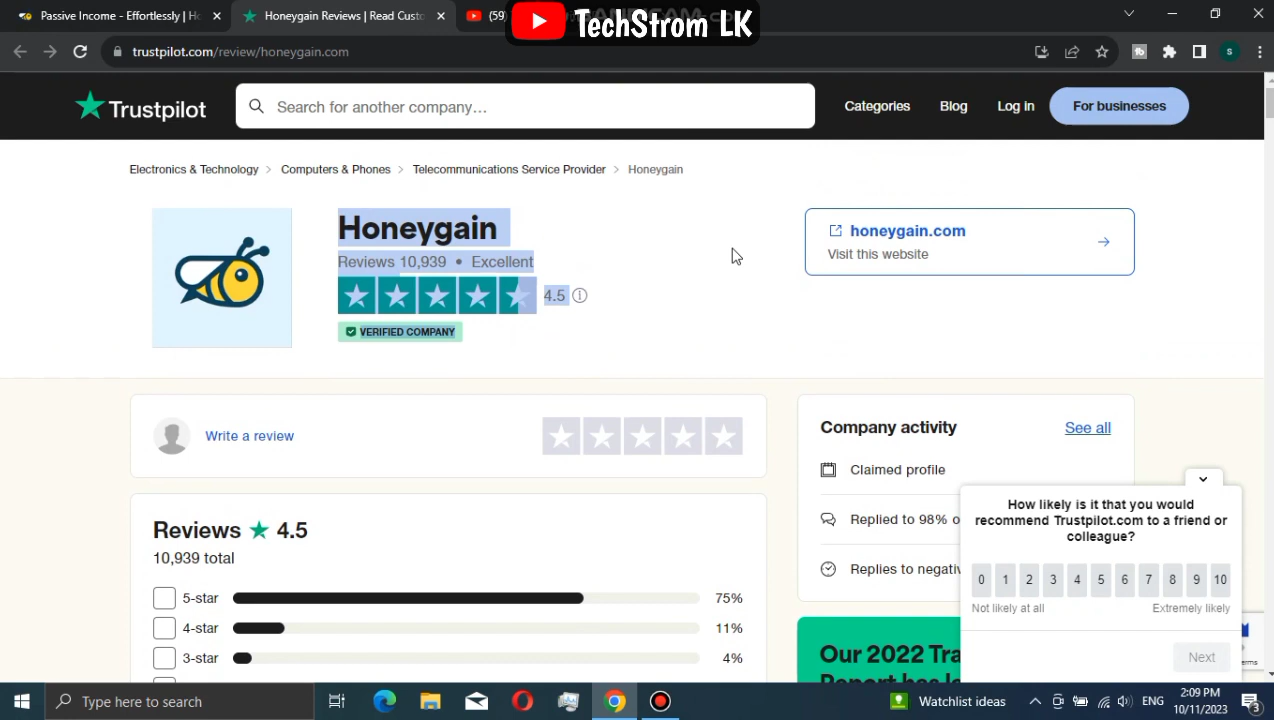 Passive Income - Effortlessly | Ho
Honeygain Reviews | Read Custo
(59)
TechStrom LK
trustpilot.com/review/honeygain.com
S
Trustpilot
Search for another company...
Categories
Blog
Log in
For businesses
Electronics & Technology > Computers & Phones > Telecommunications Service Provider > Honeygain
Honeygain
Reviews 10,939 • Excellent
4.5
VERIFIED COMPANY
honeygain.com
Visit this website
Write a review
Company activity
See all
Claimed profile
Replied to 98% o
Replies to negativ
Reviews ★ 4.5
10,939 total
5-star 75%
4-star 11%
3-star 4%
How likely is it that you would
recommend Trustpilot.com to a friend or
colleague?
0 1 2 3 4 5 6 7 8 9 10
Not likely at all
Extremely likely
Next
Our 2022 Tra
erms
Type here to search
Watchlist ideas
ENG
2:09 PM
10/11/2023
3